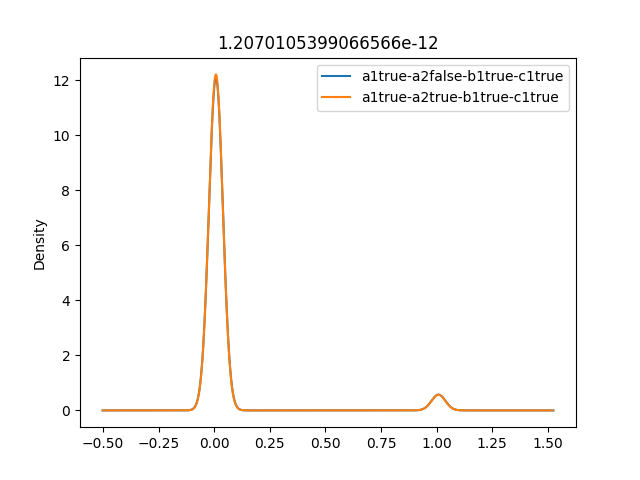 1.2070105399066566e-12
a1true-a2false-b1true-c1true
a1true-a2true-b1true-c1true
Density
12
10
8
6
4
2
0
−0.50 −0.25 0.00 0.25 0.50 0.75 1.00 1.25 1.50